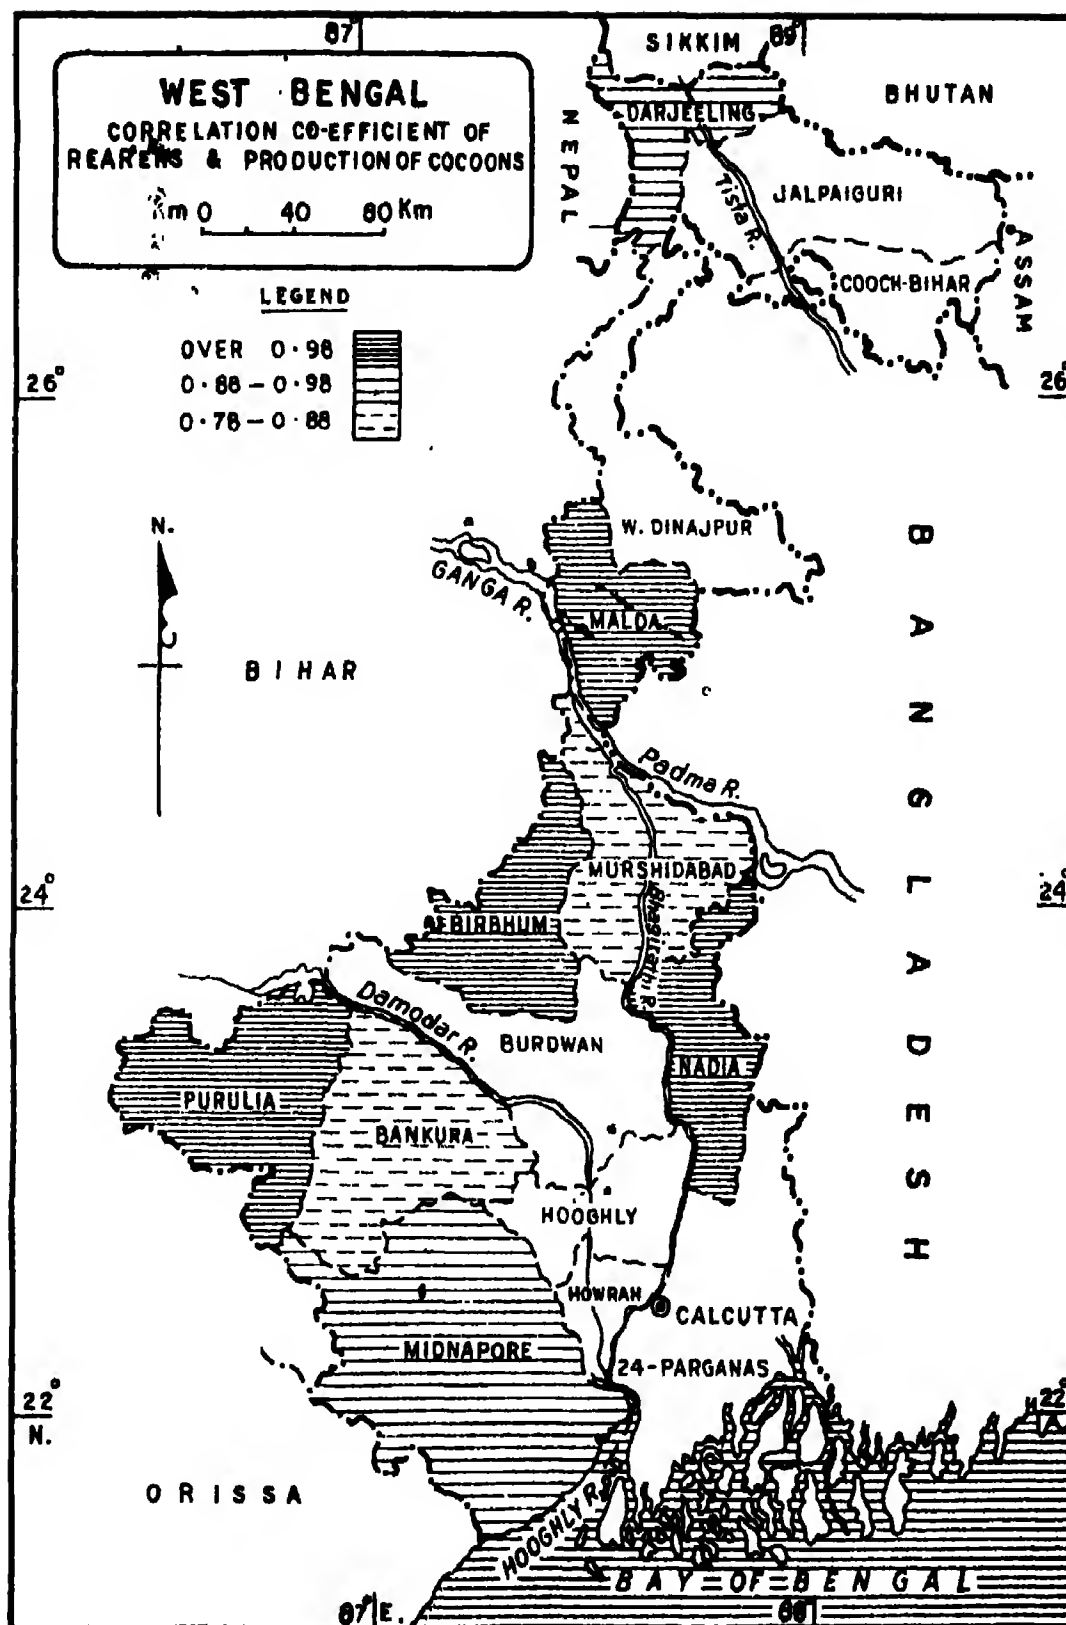 WEST BENGAL
CORRELATION CO-EFFICIENT OF
REARERS & PRODUCTION OF COCOONS
Km 0 40 80 Km
LEGEND
OVER 0.98
0.88 – 0.98
0.78 – 0.88
87°
89°
SIKKIM
BHUTAN
NEPAL
DARJEELING
Tista R.
JALPAIGURI
COOCH-BIHAR
ASSAM
26°
26°
N.
W. DINAJPUR
GANGA R.
MALDA
BIHAR
BANGLADESH
Padma R.
MURSHIDABAD
Bhagirathi R.
24°
24°
BIRBHUM
Damodar R.
BURDWAN
NADIA
PURULIA
BANKURA
HOOGHLY
HOWRAH
CALCUTTA
MIDNAPORE
24-PARGANAS
22°
N.
22°
ORISSA
HOOGHLY R.
BAY OF BENGAL
87° E.